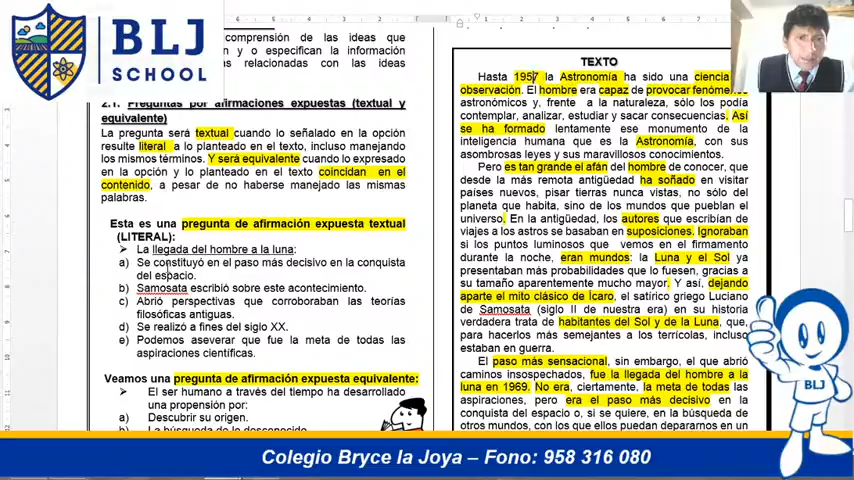 BLJ
SCHOOL
comprensión de las ideas que
n y o especifican la información
as relacionadas con las ideas
2.1. Preguntas por afirmaciones expuestas (textual y
equivalente)
La pregunta será textual cuando lo señalado en la opción
resulte literal a lo planteado en el texto, incluso manejando
los mismos términos. Y será equivalente cuando lo expresado
en la opción y lo planteado en el texto coincidan en el
contenido, a pesar de no haberse manejado las mismas
palabras.
Esta es una pregunta de afirmación expuesta textual
(LITERAL):
➤ La llegada del hombre a la luna:
a) Se constituyó en el paso más decisivo en la conquista
del espacio.
b) Samosata escribió sobre este acontecimiento.
c) Abrió perspectivas que corroboraban las teorías
filosóficas antiguas.
d) Se realizó a fines del siglo XX.
e) Podemos aseverar que fue la meta de todas las
aspiraciones científicas.
Veamos una pregunta de afirmación expuesta equivalente:
➤ El ser humano a través del tiempo ha desarrollado
una propensión por:
a) Descubrir su origen.
b) La búsqueda de lo desconocido.
TEXTO
Hasta 1957 la Astronomía ha sido una ciencia
observación. El hombre era capaz de provocar fenóme
astronómicos y, frente a la naturaleza, sólo los podía
contemplar, analizar, estudiar y sacar consecuencias. Así
se ha formado lentamente ese monumento de la
inteligencia humana que es la Astronomía, con sus
asombrosas leyes y sus maravillosos conocimientos.
Pero es tan grande el afán del hombre de conocer, que
desde la más remota antigüedad ha soñado en visitar
países nuevos, pisar tierras nunca vistas, no sólo del
planeta que habita, sino de los mundos que pueblan el
universo. En la antigüedad, los autores que escribían de
viajes a los astros se basaban en suposiciones. Ignoraban
si los puntos luminosos que vemos en el firmamento
durante la noche, eran mundos: la Luna y el Sol ya
presentaban más probabilidades que lo fuesen, gracias a
su tamaño aparentemente mucho mayor. Y así, dejando
aparte el mito clásico de Ícaro, el satírico griego Luciano
de Samosata (siglo II de nuestra era) en su historia
verdadera trata de habitantes del Sol y de la Luna, que,
para hacerlos más semejantes a los terrícolas, incluso
estaban en guerra.
El paso más sensacional, sin embargo, el que abrió
caminos insospechados, fue la llegada del hombre a la
luna en 1969. No era, ciertamente, la meta de todas las
aspiraciones, pero era el paso más decisivo en la
conquista del espacio o, si se quiere, en la búsqueda de
otros mundos, con los que ellos puedan depararnos en un
BLJ
Colegio Bryce la Joya – Fono: 958 316 080